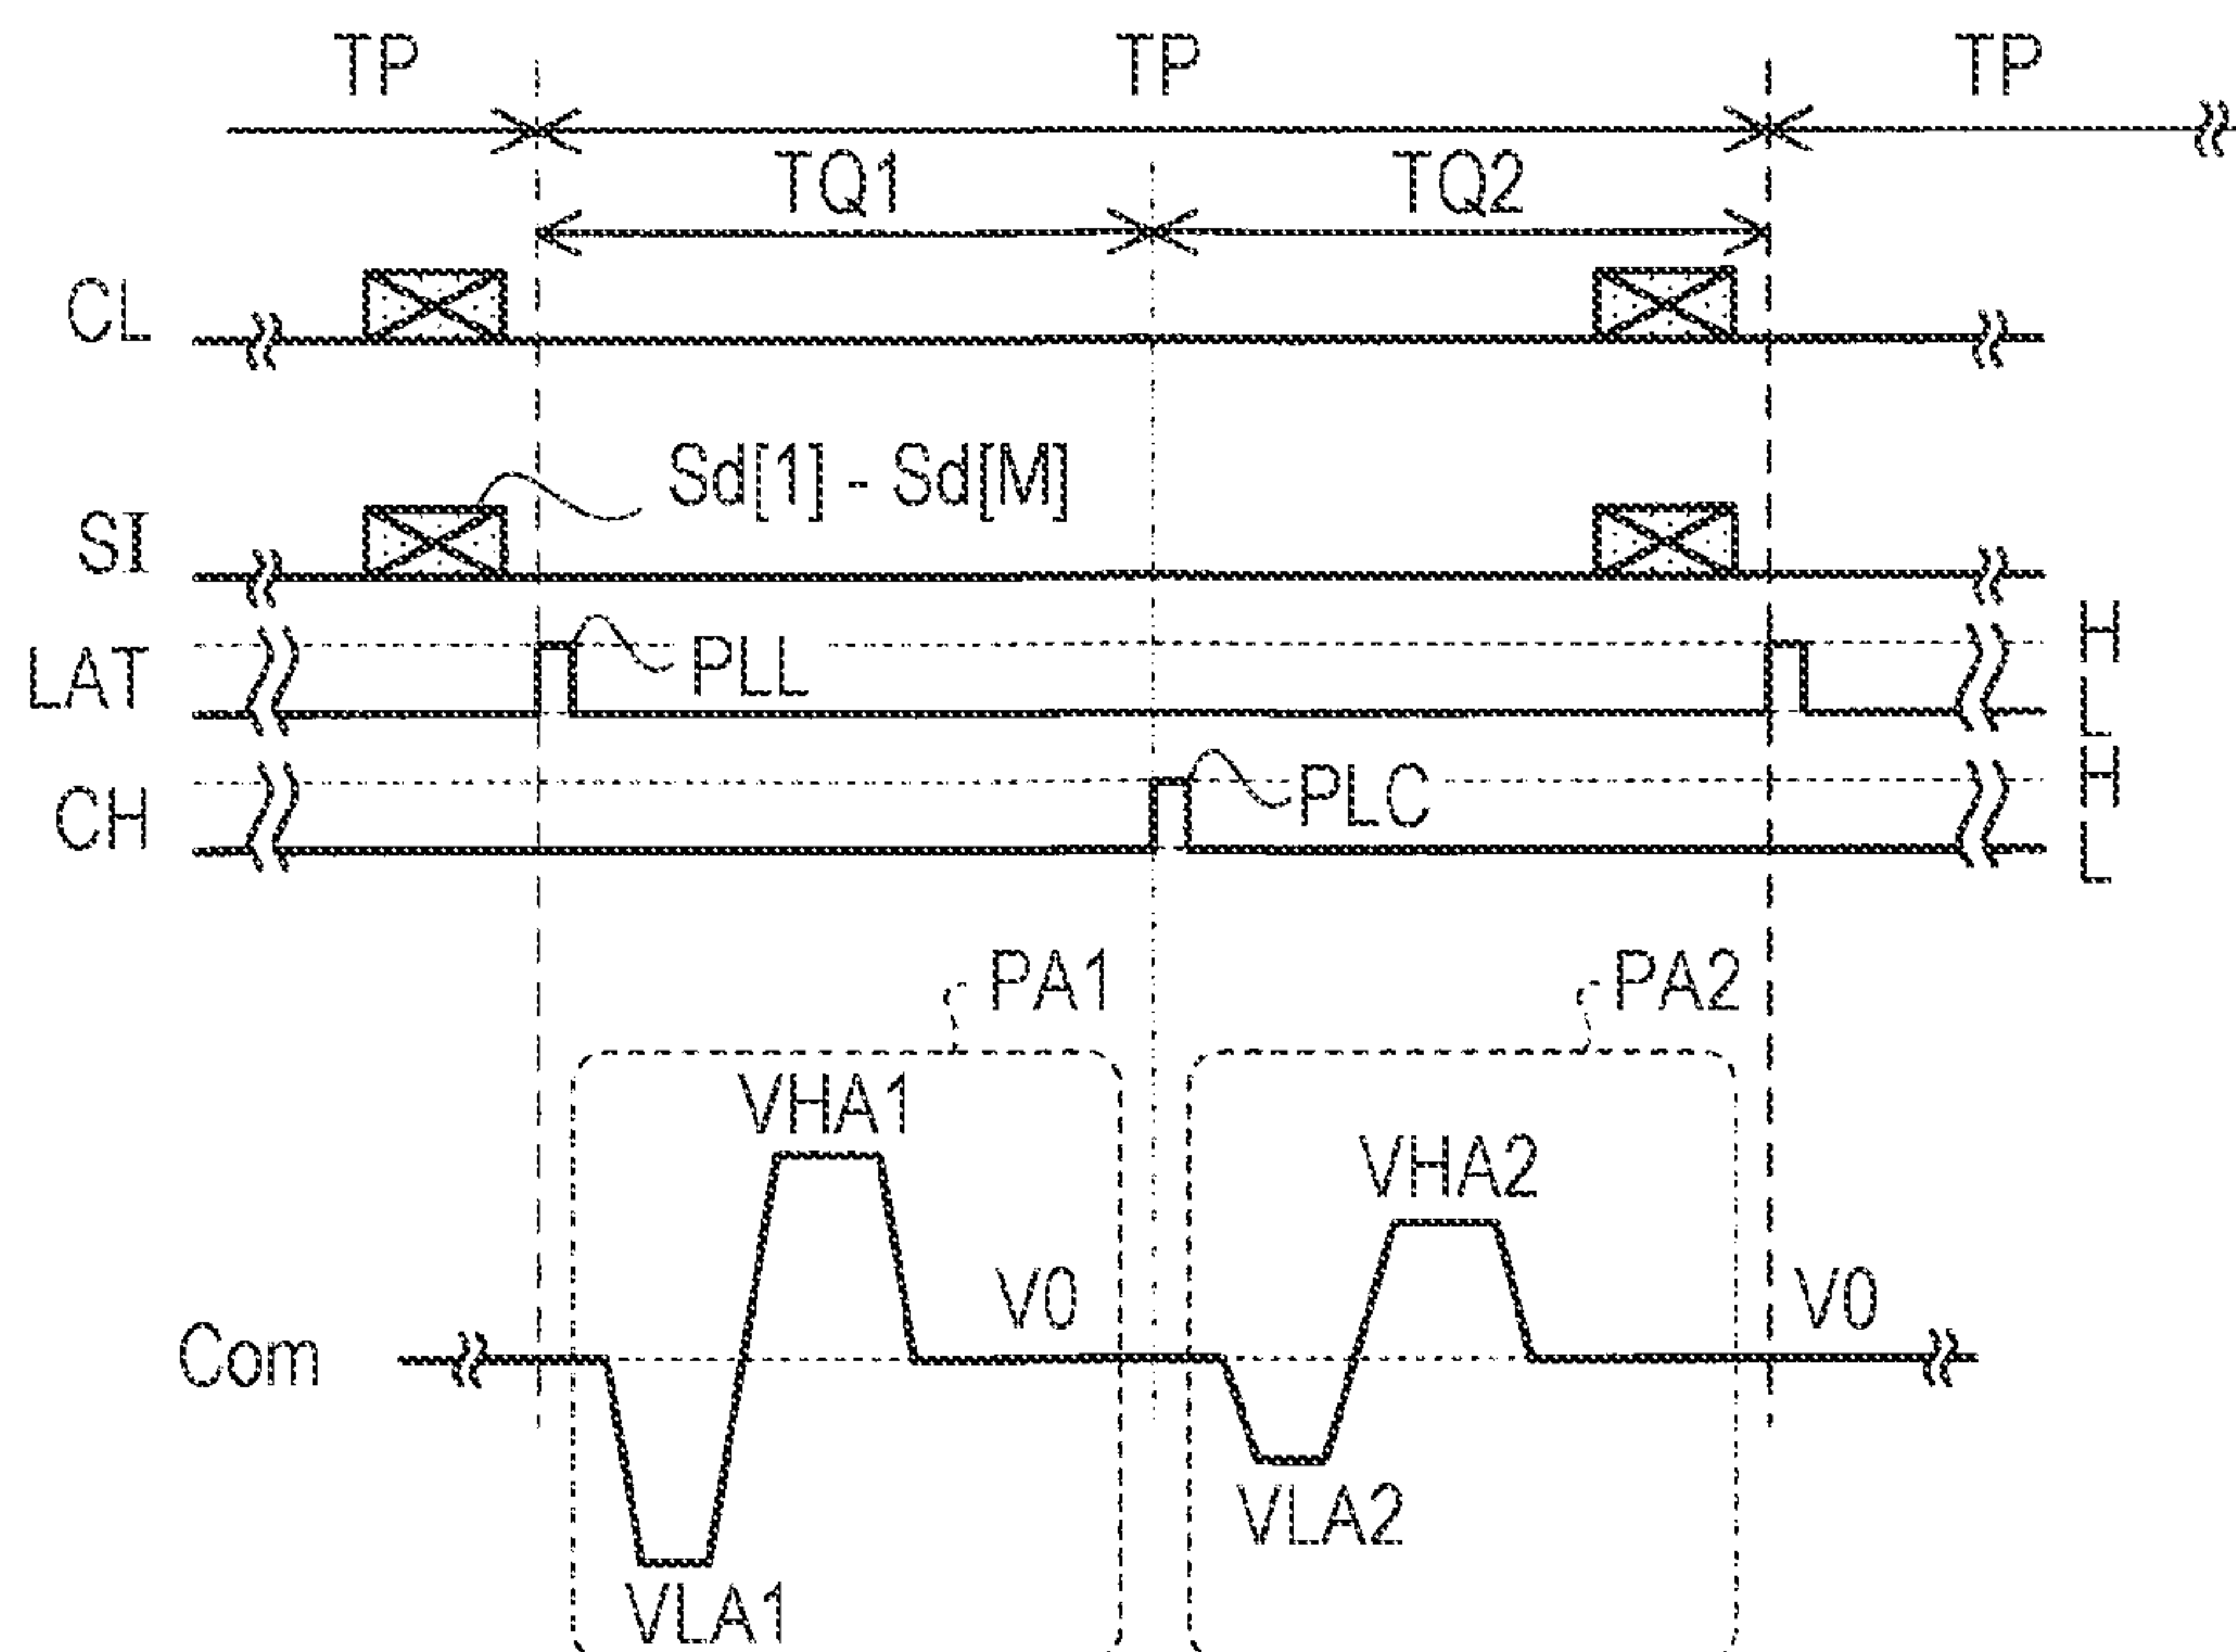 TP TP TP
TQ1 TQ2
CL
Sd[1] - Sd[M]
SI
H
LAT PLL
L
H
CH PLC
L
PA1 PA2
VHA1
VHA2
V0 V0
Com
VLA2
VLA1